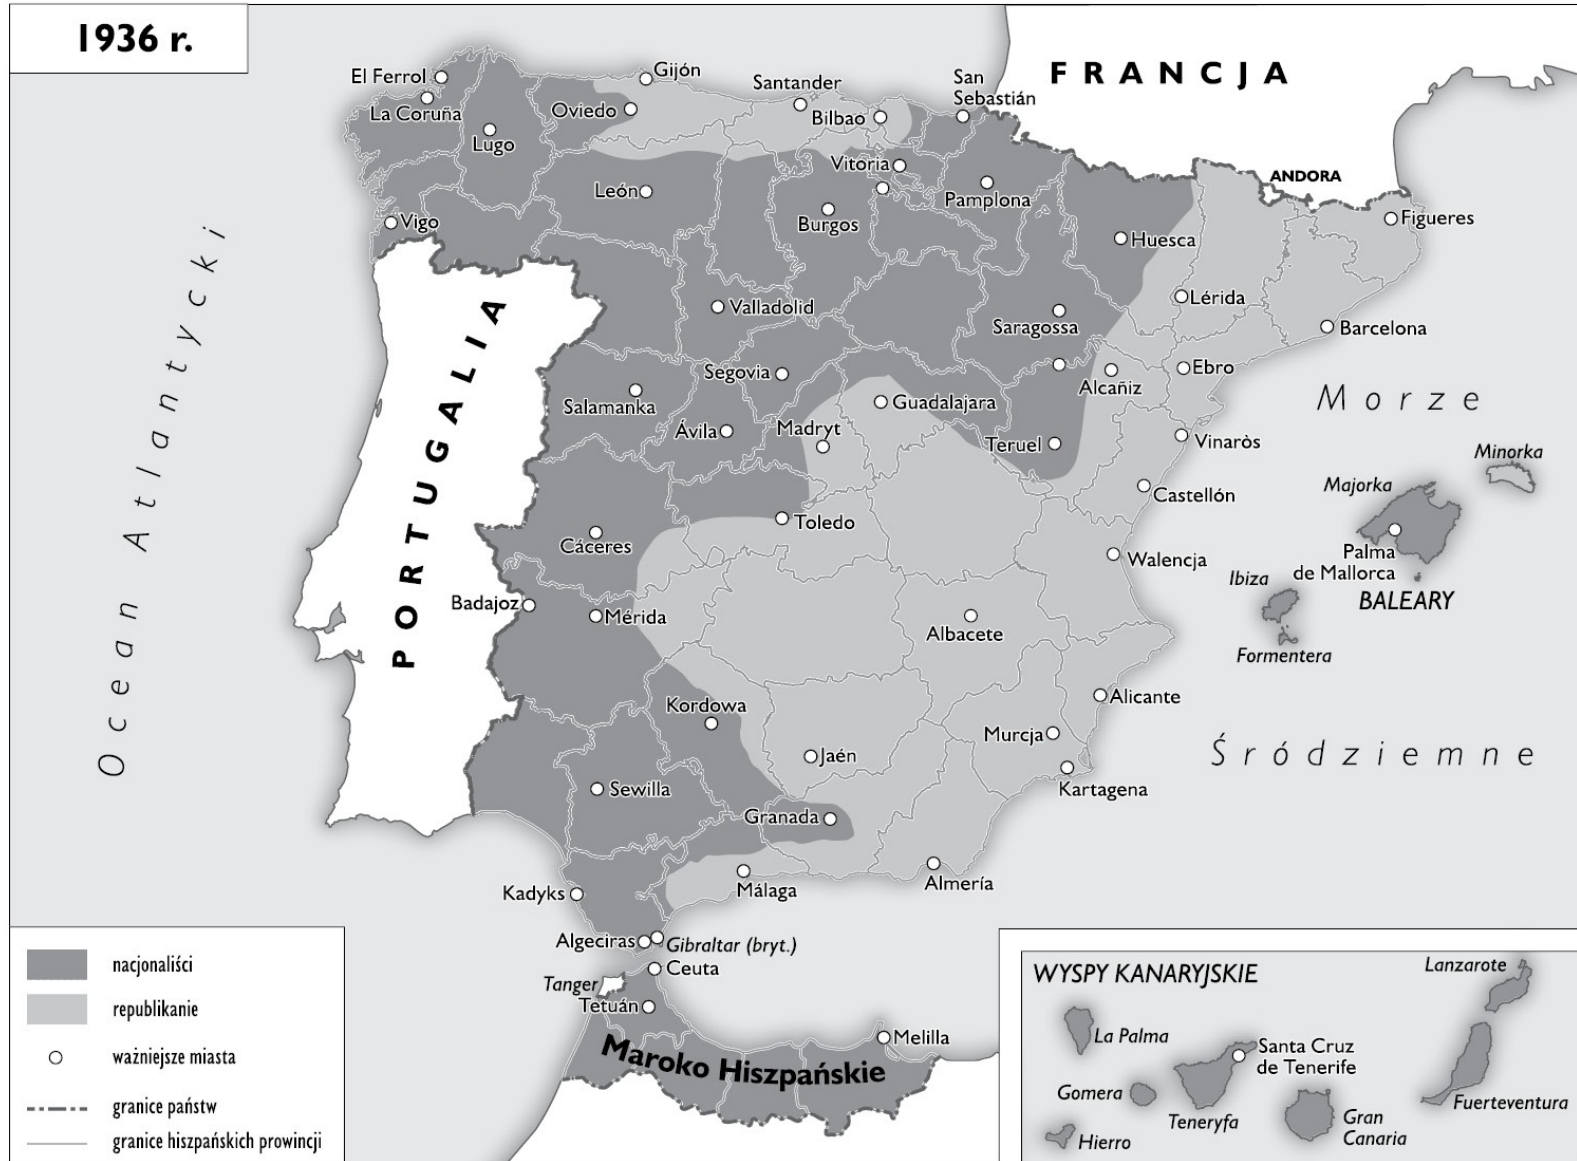 1936 r.
FRANCJA
El Ferrol
Gijón
San
Sebastián
Santander
La Coruña
Oviedo
Bilbao
Lugo
Vitoria
ANDORA
León
Pamplona
Figueres
Vigo
Burgos
Huesca
Ocean Atlantycki
PORTUGALIA
Valladolid
Lérida
Saragossa
Barcelona
Segovia
Ebro
Alcañiz
Morze
Salamanka
Guadalajara
Ávila
Madryt
Teruel
Vinaròs
Minorka
Majorka
Castellón
Toledo
Cáceres
Walencja
Palma
de Mallorca
Ibiza
BALEARY
Badajoz
Mérida
Albacete
Formentera
Alicante
Kordowa
Murcja
Śródziemne
Jaén
Kartagena
Sewilla
Granada
Málaga
Almería
Kadyks
Algeciras
Gibraltar (bryt.)
Ceuta
Tanger
Tetuán
Melilla
Maroko Hiszpańskie
nacjonaliści
republikanie
ważniejsze miasta
granice państw
granice hiszpańskich prowincji
WYSPY KANARYJSKIE
Lanzarote
La Palma
Santa Cruz
de Tenerife
Gomera
Teneryfa
Fuerteventura
Gran
Canaria
Hierro